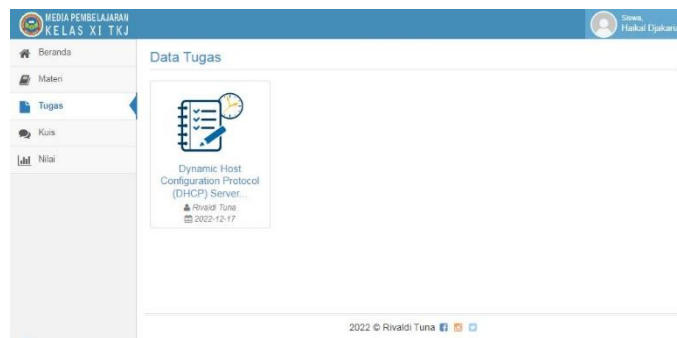 MEDIA PEMBELAJARAN
KELAS XI TKJ
Siswa,
Haikal Djakaria
Beranda
Materi
Tugas
Kuis
Nilai
Data Tugas
Dynamic Host
Configuration Protocol
(DHCP) Server...
Rivaldi Tuna
2022-12-17
2022 © Rivaldi Tuna